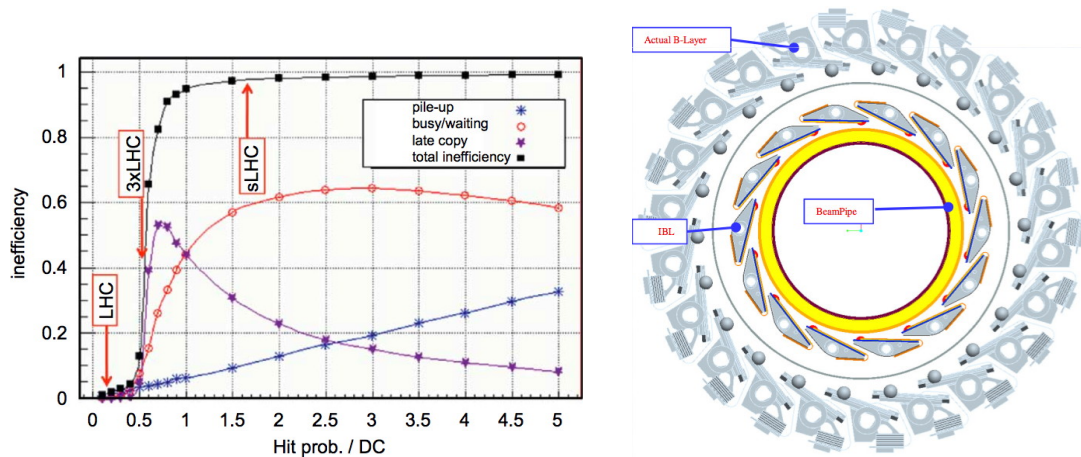 inefficiency
1
0.8
0.6
0.4
0.2
0
LHC
3xLHC
sLHC
pile-up
busy/waiting
late copy
total inefficiency
0 0.5 1 1.5 2 2.5 3 3.5 4 4.5 5
Hit prob. / DC
Actual B-Layer
BeamPipe
IBL